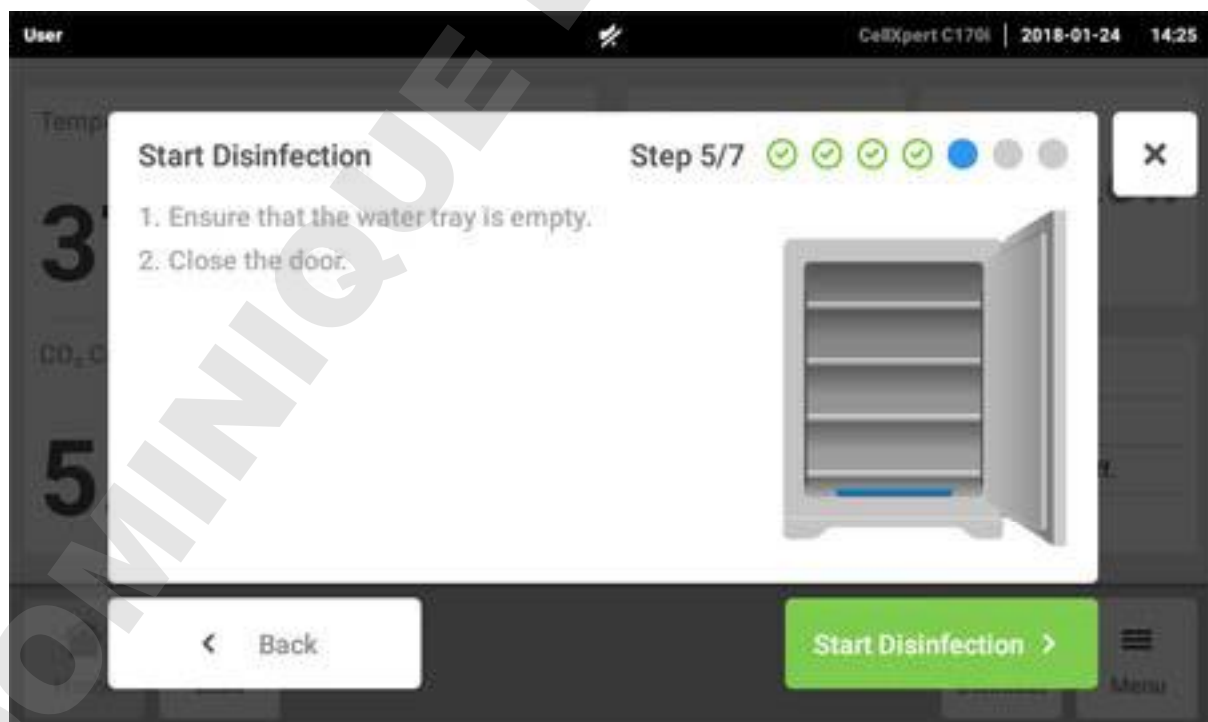 User CellXpert C170i | 2018-01-24 14:25
Start Disinfection Step 5/7
1. Ensure that the water tray is empty.
2. Close the door.
Back
Start Disinfection
Menu